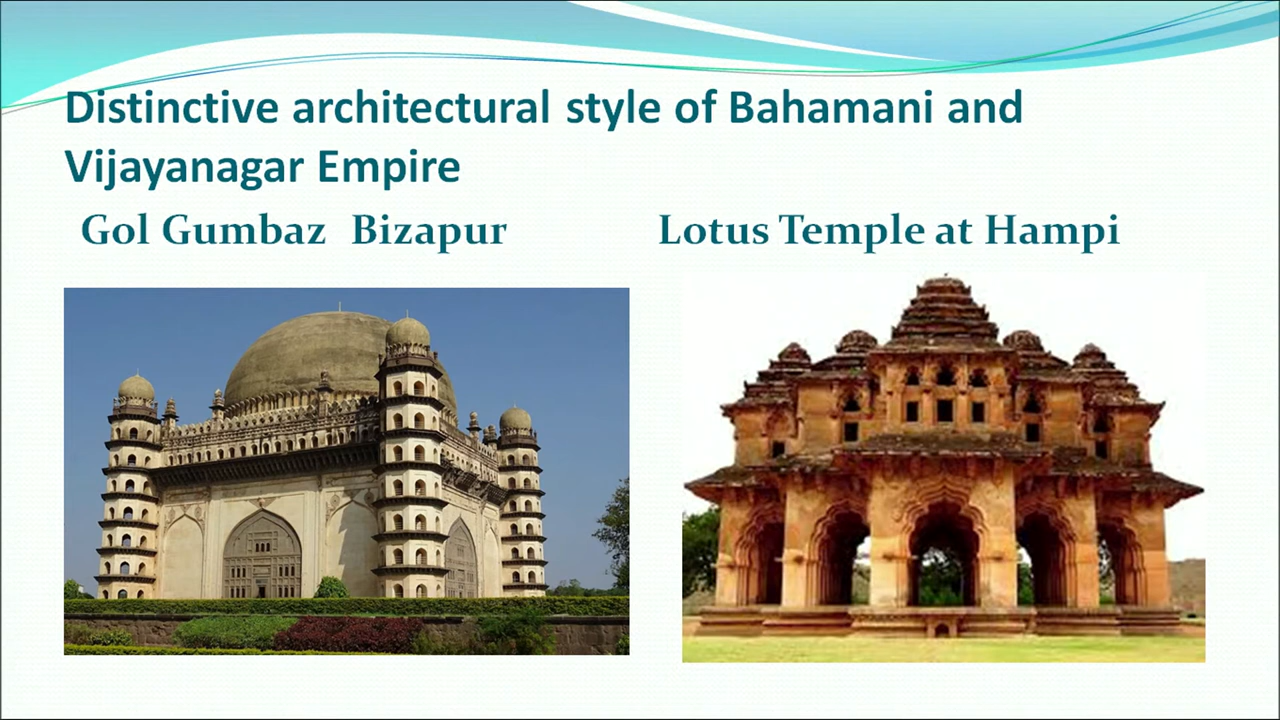 Distinctive architectural style of Bahamani and
Vijayanagar Empire
Gol Gumbaz Bizapur
Lotus Temple at Hampi